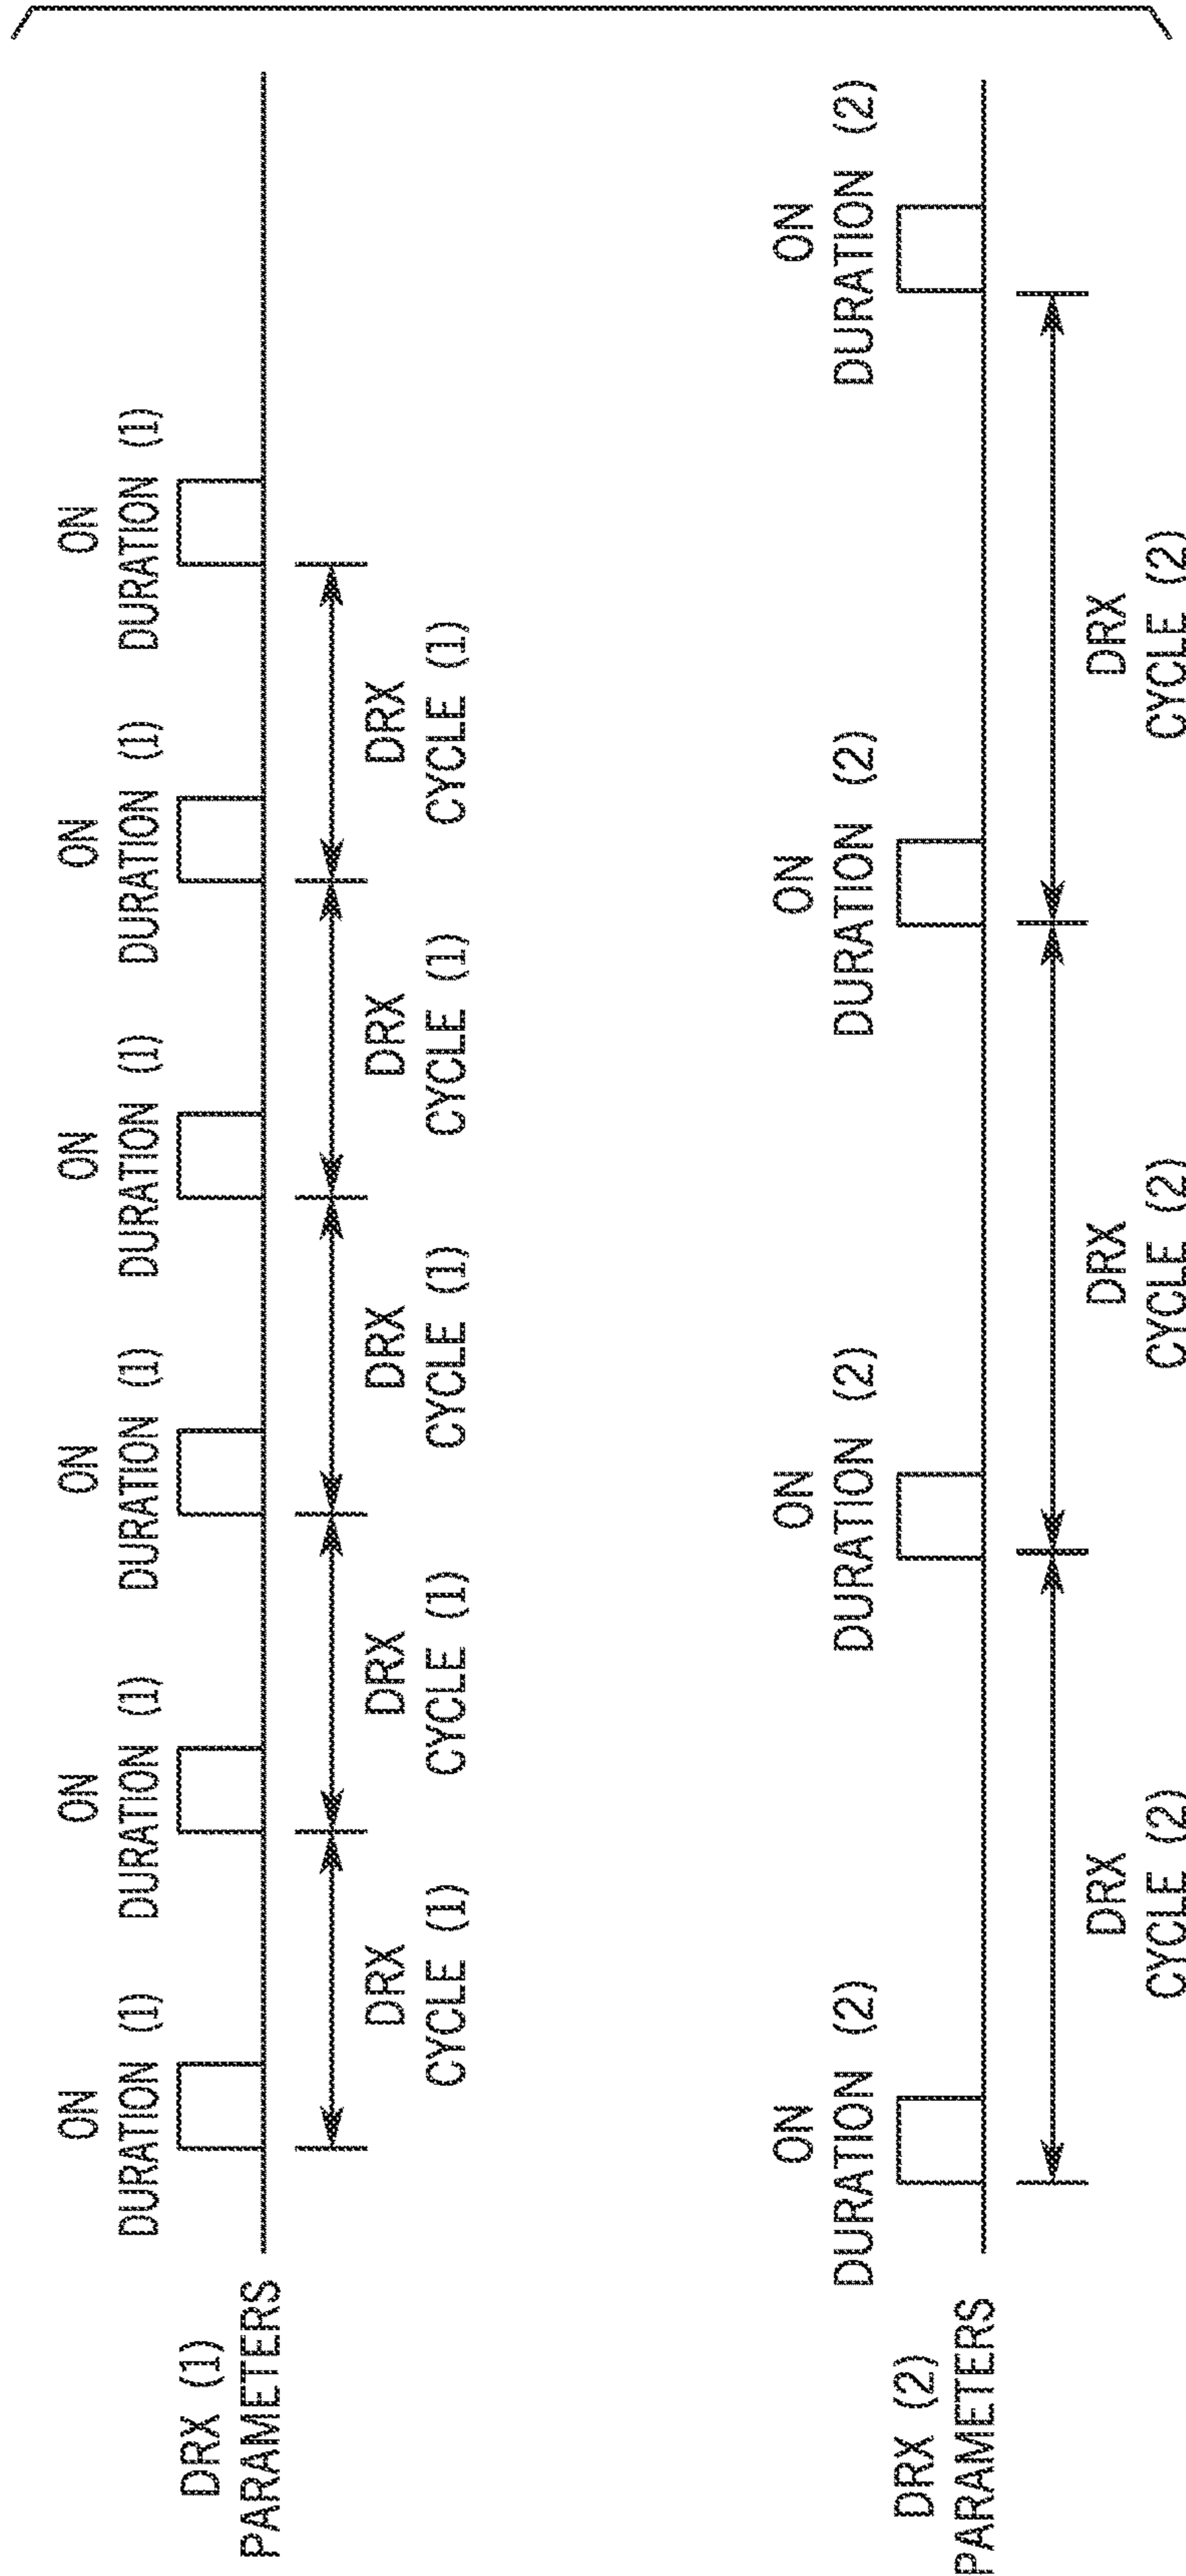 DRX (1)
PARAMETERS
ON
DURATION (1)
ON
DURATION (1)
ON
DURATION (1)
ON
DURATION (1)
ON
DURATION (1)
ON
DURATION (1)
DRX
CYCLE (1)
DRX
CYCLE (1)
DRX
CYCLE (1)
DRX
CYCLE (1)
DRX
CYCLE (1)
DRX (2)
PARAMETERS
ON
DURATION (2)
ON
DURATION (2)
ON
DURATION (2)
ON
DURATION (2)
DRX
CYCLE (2)
DRX
CYCLE (2)
DRX
CYCLE (2)